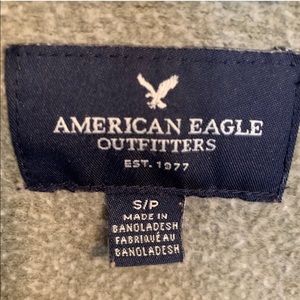 AMERICAN EAGLE
OUTFITTERS
EST. 1977
S/P
MADE IN
BANGLADESH
FABRIQUÉ AU
BANGLADESH